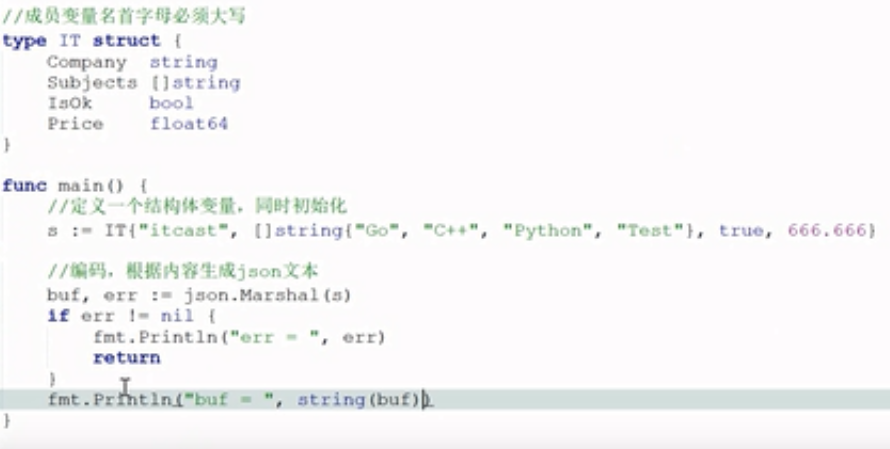 //成员变量名首字母必须大写
type IT struct {
    Company  string
    Subjects []string
    IsOk     bool
    Price    float64
}
func main() {
    //定义一个结构体变量，同时初始化
    s := IT{"itcast", []string{"Go", "C++", "Python", "Test"}, true, 666.666}
    //编码，根据内容生成json文本
    buf, err := json.Marshal(s)
    if err != nil {
        fmt.Println("err = ", err)
        return
    }
    fmt.Println("buf = ", string(buf))
}